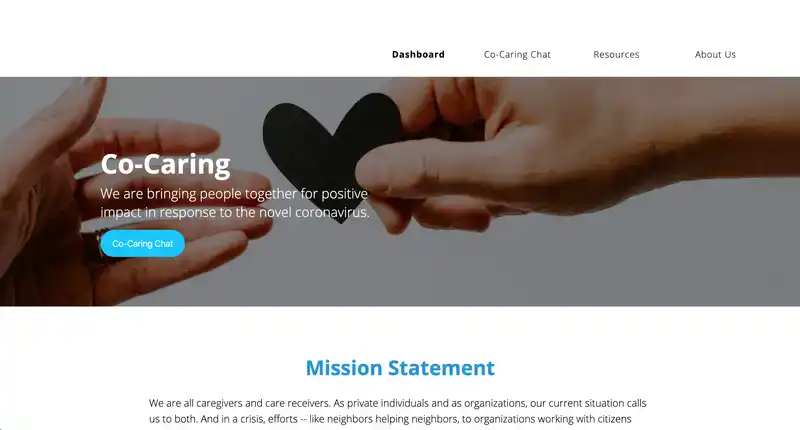 Dashboard
Co-Caring Chat
Resources
About Us
Co-Caring
We are bringing people together for positive
impact in response to the novel coronavirus.
Co-Caring Chat
Mission Statement
We are all caregivers and care receivers. As private individuals and as organizations, our current situation calls
us to both. And in a crisis, efforts -- like neighbors helping neighbors, to organizations working with citizens